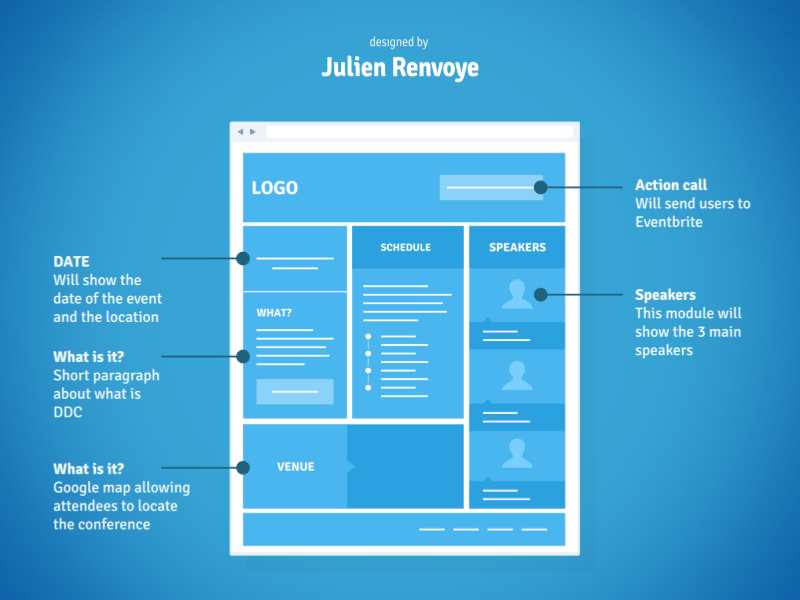 designed by
Julien Renvoye
LOGO
Action call
Will send users to
Eventbrite
DATE
Will show the
date of the event
and the location
SCHEDULE
SPEAKERS
WHAT?
Speakers
This module will
show the 3 main
speakers
What is it?
Short paragraph
about what is
DDC
VENUE
What is it?
Google map allowing
attendees to locate
the conference